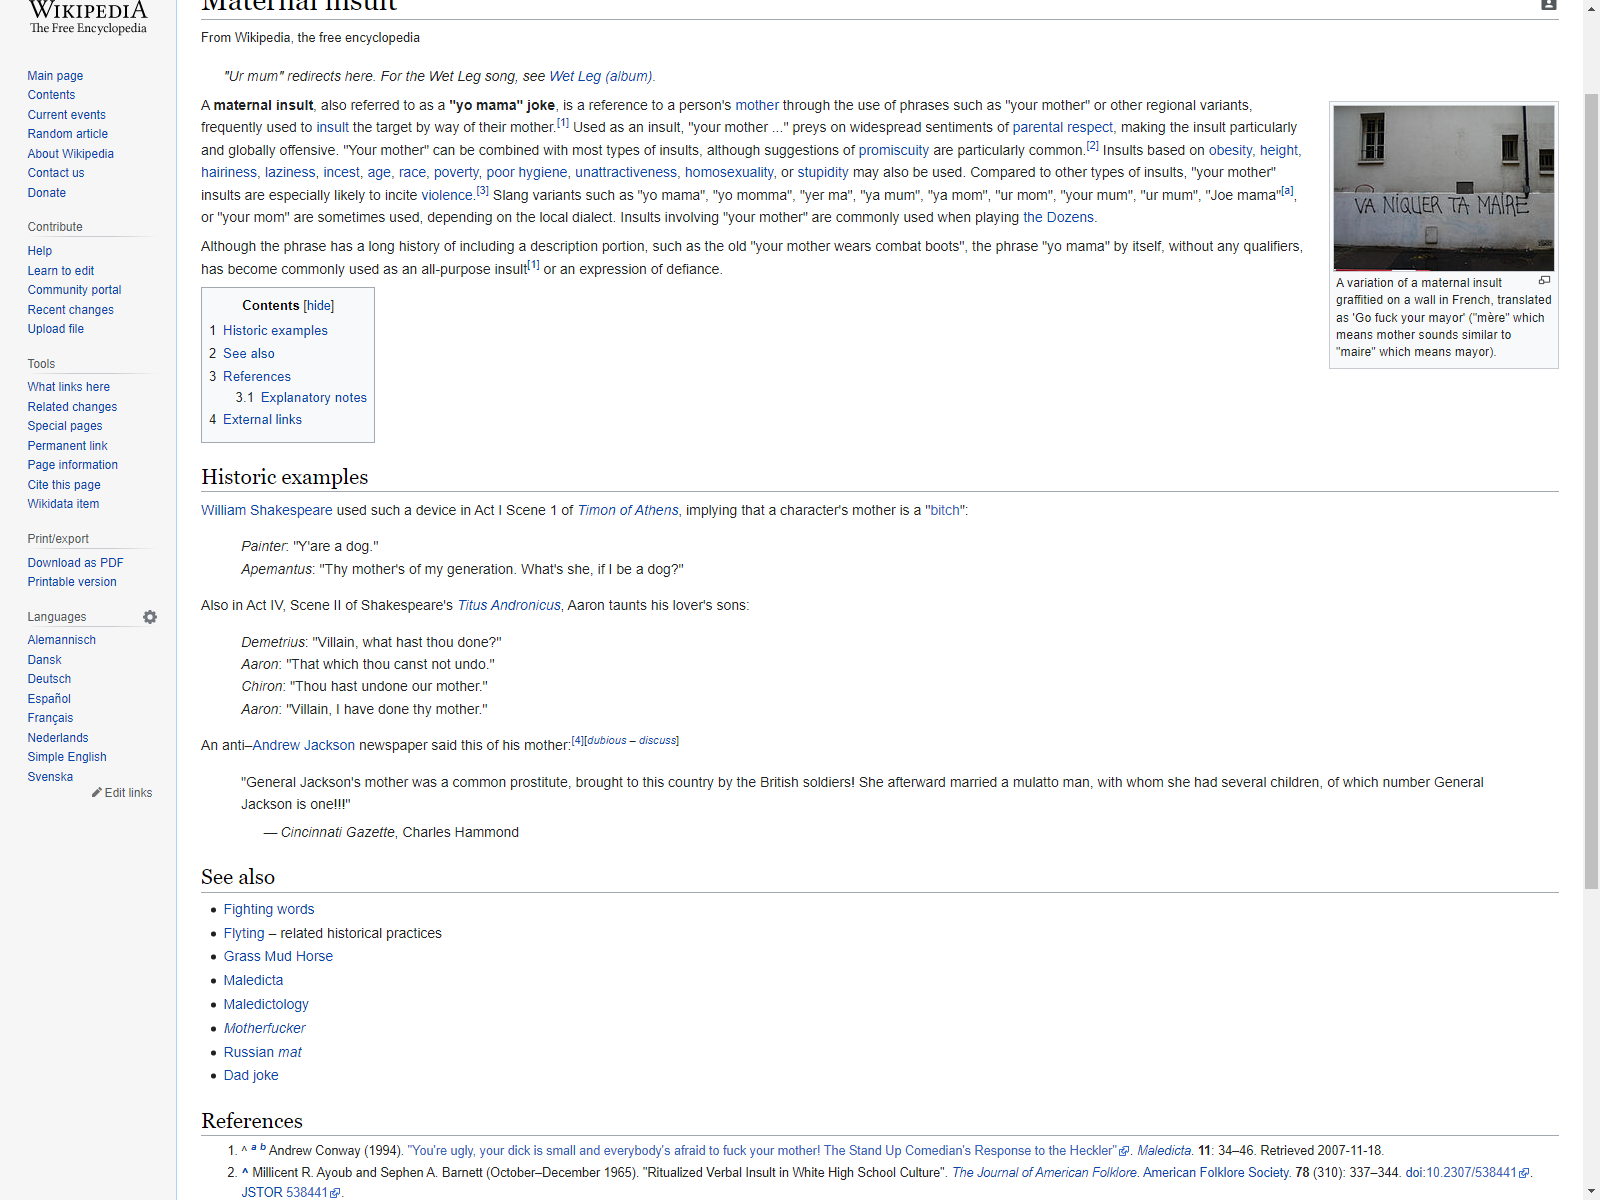 WIKIPEDIA
The Free Encyclopedia
Main page
Contents
Current events
Random article
About Wikipedia
Contact us
Donate
Contribute
Help
Learn to edit
Community portal
Recent changes
Upload file
Tools
What links here
Related changes
Special pages
Permanent link
Page information
Cite this page
Wikidata item
Print/export
Download as PDF
Printable version
Languages
Alemannisch
Dansk
Deutsch
Español
Français
Nederlands
Simple English
Svenska
Edit links
Maternal insult
From Wikipedia, the free encyclopedia
"Ur mum" redirects here. For the Wet Leg song, see Wet Leg (album).
A maternal insult, also referred to as a "yo mama" joke, is a reference to a person's mother through the use of phrases such as "your mother" or other regional variants,
frequently used to insult the target by way of their mother.[1] Used as an insult, "your mother ..." preys on widespread sentiments of parental respect, making the insult particularly
and globally offensive. "Your mother" can be combined with most types of insults, although suggestions of promiscuity are particularly common.[2] Insults based on obesity, height,
hairiness, laziness, incest, age, race, poverty, poor hygiene, unattractiveness, homosexuality, or stupidity may also be used. Compared to other types of insults, "your mother"
insults are especially likely to incite violence.[3] Slang variants such as "yo mama", "yo momma", "yer ma", "ya mum", "ya mom", "ur mom", "your mum", "ur mum", "Joe mama"[a],
or "your mom" are sometimes used, depending on the local dialect. Insults involving "your mother" are commonly used when playing the Dozens.
Although the phrase has a long history of including a description portion, such as the old "your mother wears combat boots", the phrase "yo mama" by itself, without any qualifiers,
has become commonly used as an all-purpose insult[1] or an expression of defiance.
VA NIQUER TA MAIRE
A variation of a maternal insult
graffitied on a wall in French, translated
as 'Go fuck your mayor' ("mère" which
means mother sounds similar to
"maire" which means mayor).
Contents [hide]
1 Historic examples
2 See also
3 References
3.1 Explanatory notes
4 External links
Historic examples
William Shakespeare used such a device in Act I Scene 1 of Timon of Athens, implying that a character's mother is a "bitch":
Painter: "Y'are a dog."
Apemantus: "Thy mother's of my generation. What's she, if I be a dog?"
Also in Act IV, Scene II of Shakespeare's Titus Andronicus, Aaron taunts his lover's sons:
Demetrius: "Villain, what hast thou done?"
Aaron: "That which thou canst not undo."
Chiron: "Thou hast undone our mother."
Aaron: "Villain, I have done thy mother."
An anti–Andrew Jackson newspaper said this of his mother:[4][dubious – discuss]
"General Jackson's mother was a common prostitute, brought to this country by the British soldiers! She afterward married a mulatto man, with whom she had several children, of which number General
Jackson is one!!!"
— Cincinnati Gazette, Charles Hammond
See also
• Fighting words
• Flyting – related historical practices
• Grass Mud Horse
• Maledicta
• Maledictology
• Motherfucker
• Russian mat
• Dad joke
References
1. ^ a b Andrew Conway (1994). "You're ugly, your dick is small and everybody's afraid to fuck your mother! The Stand Up Comedian's Response to the Heckler". Maledicta. 11: 34–46. Retrieved 2007-11-18.
2. ^ Millicent R. Ayoub and Sephen A. Barnett (October–December 1965). "Ritualized Verbal Insult in White High School Culture". The Journal of American Folklore. American Folklore Society. 78 (310): 337–344. doi:10.2307/538441.
JSTOR 538441.